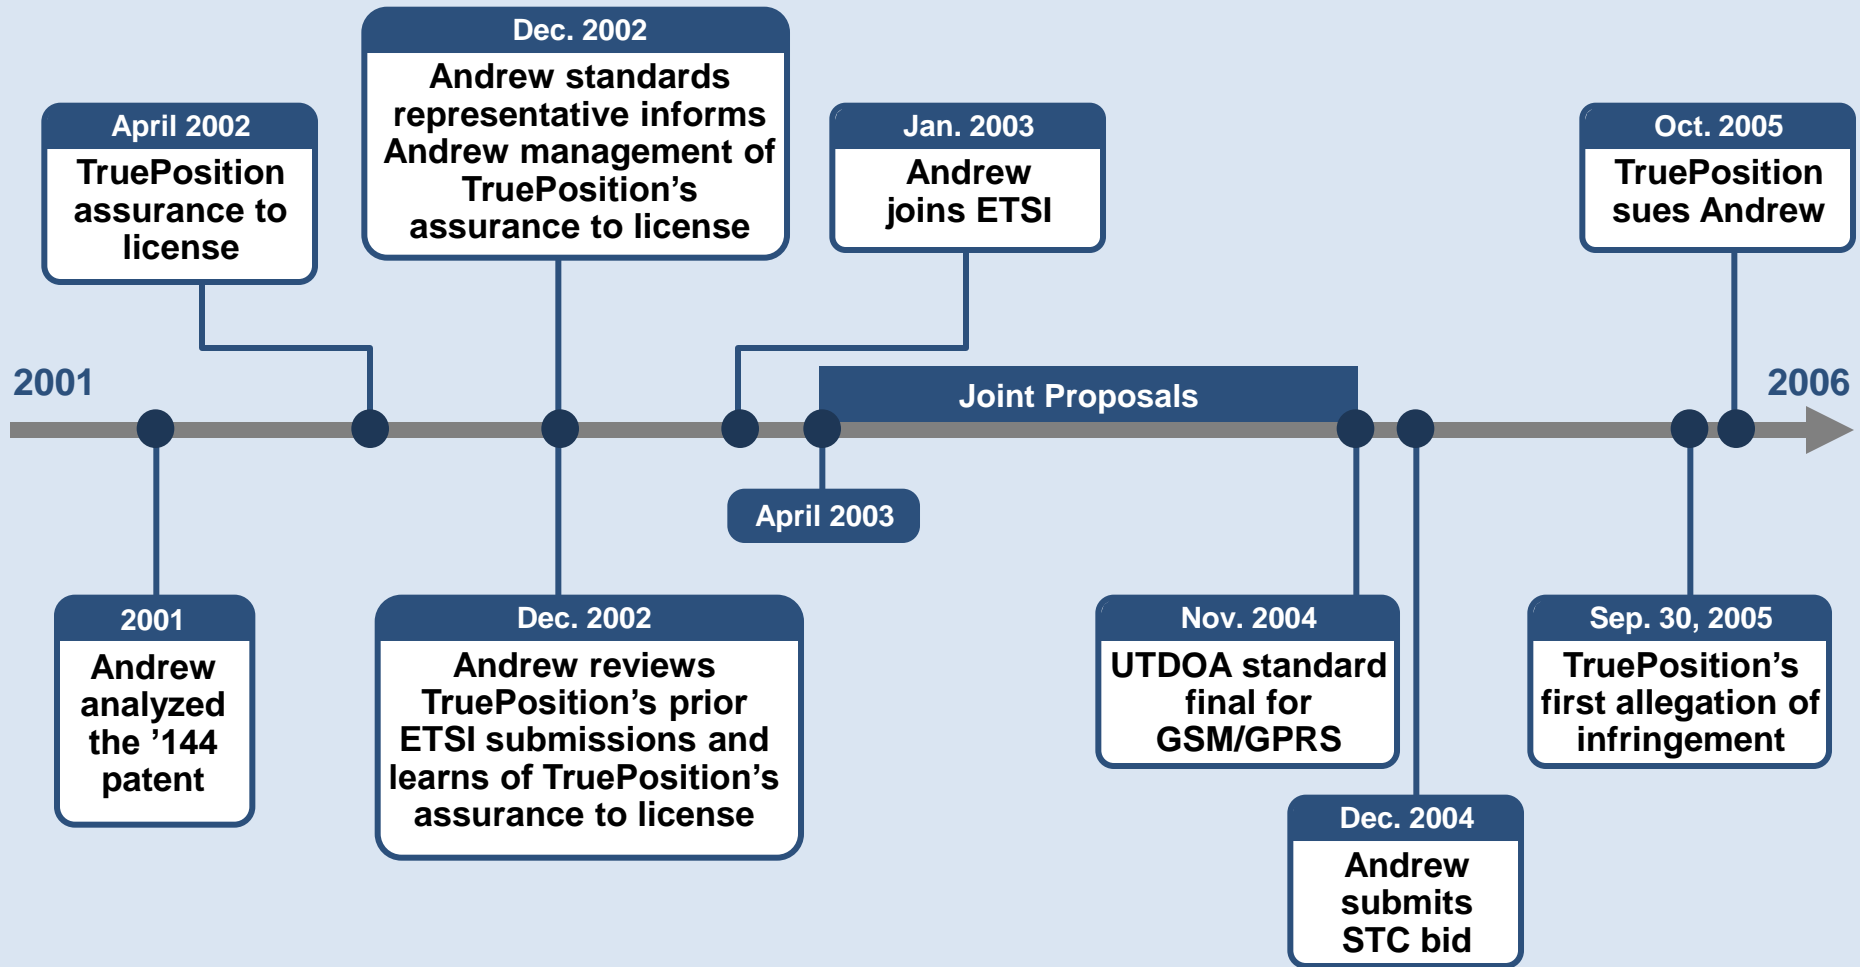 Dec. 2002
Andrew standards
representative informs
Andrew management of
TruePosition’s
assurance to license
April 2002
TruePosition
assurance to
license
Jan. 2003
Andrew
joins ETSI
Oct. 2005
TruePosition
sues Andrew
2001
Joint Proposals
2006
April 2003
2001
Andrew
analyzed
the ’144
patent
Dec. 2002
Andrew reviews
TruePosition’s prior
ETSI submissions and
learns of TruePosition’s
assurance to license
Nov. 2004
UTDOA standard
final for
GSM/GPRS
Sep. 30, 2005
TruePosition’s
first allegation of
infringement
Dec. 2004
Andrew
submits
STC bid